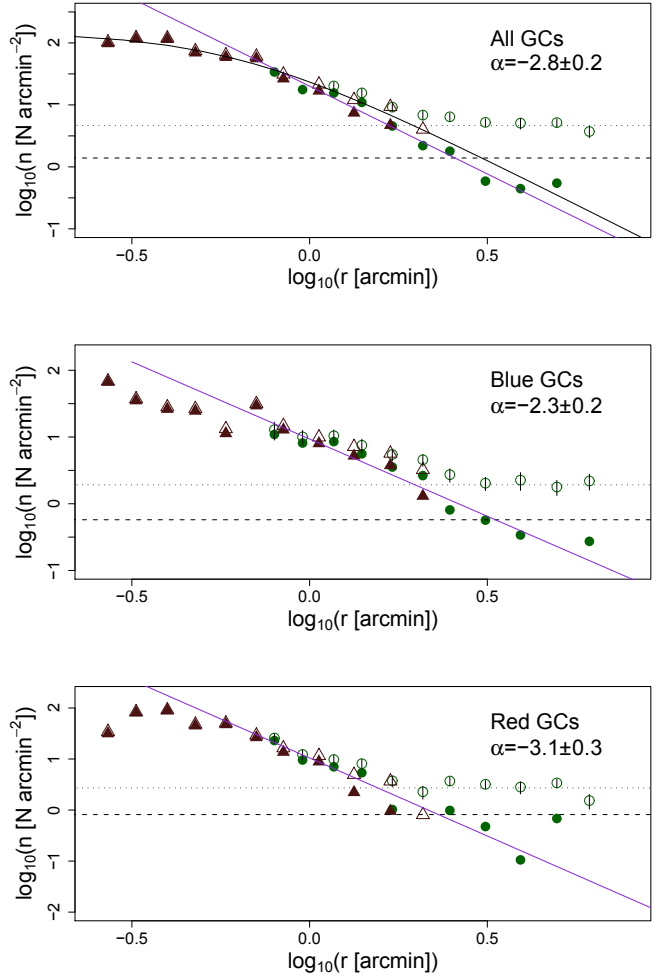 All GCs
α=−2.8±0.2
log₁₀(n [N arcmin⁻²])
2
1
0
−1
−0.5
0.0
0.5
log₁₀(r [arcmin])
Blue GCs
α=−2.3±0.2
log₁₀(n [N arcmin⁻²])
2
1
0
−1
−0.5
0.0
0.5
log₁₀(r [arcmin])
Red GCs
α=−3.1±0.3
log₁₀(n [N arcmin⁻²])
2
1
0
−1
−2
−0.5
0.0
0.5
log₁₀(r [arcmin])